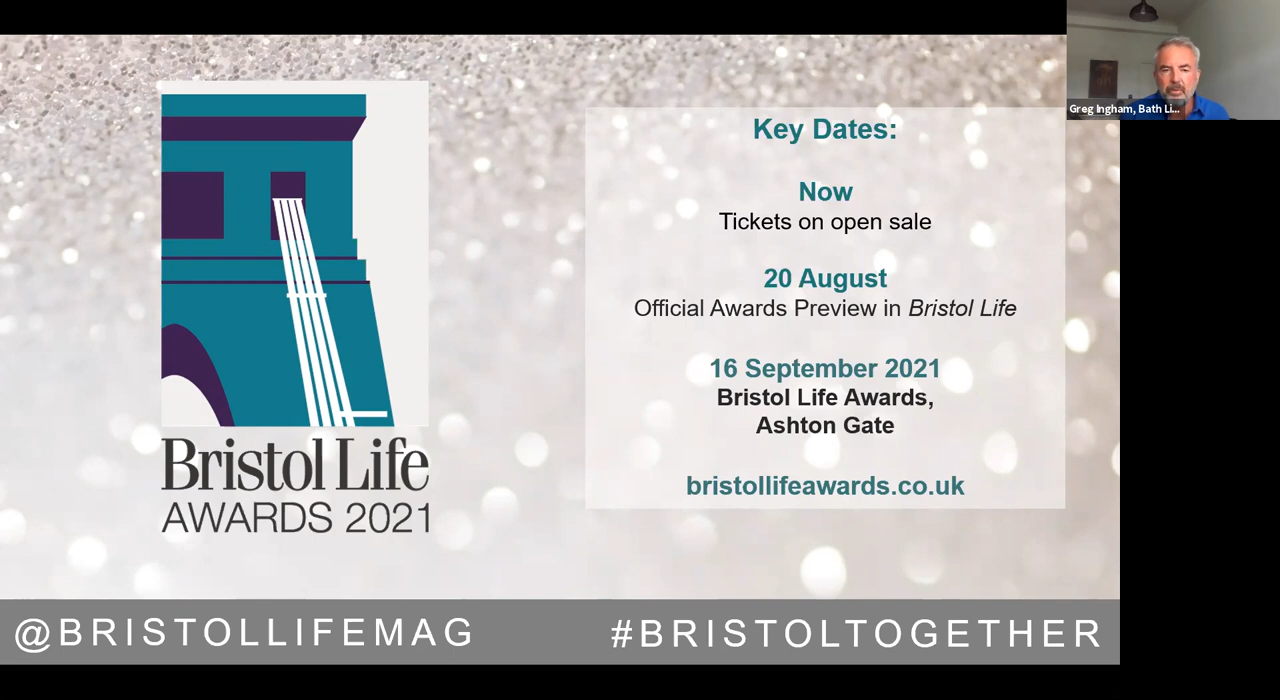 Greg Ingham, Bath Li...
Key Dates:
Now
Tickets on open sale
20 August
Official Awards Preview in Bristol Life
16 September 2021
Bristol Life Awards,
Ashton Gate
bristollifeawards.co.uk
Bristol Life
AWARDS 2021
@BRISTOLLIFEMAG
#BRISTOLTOGETHER